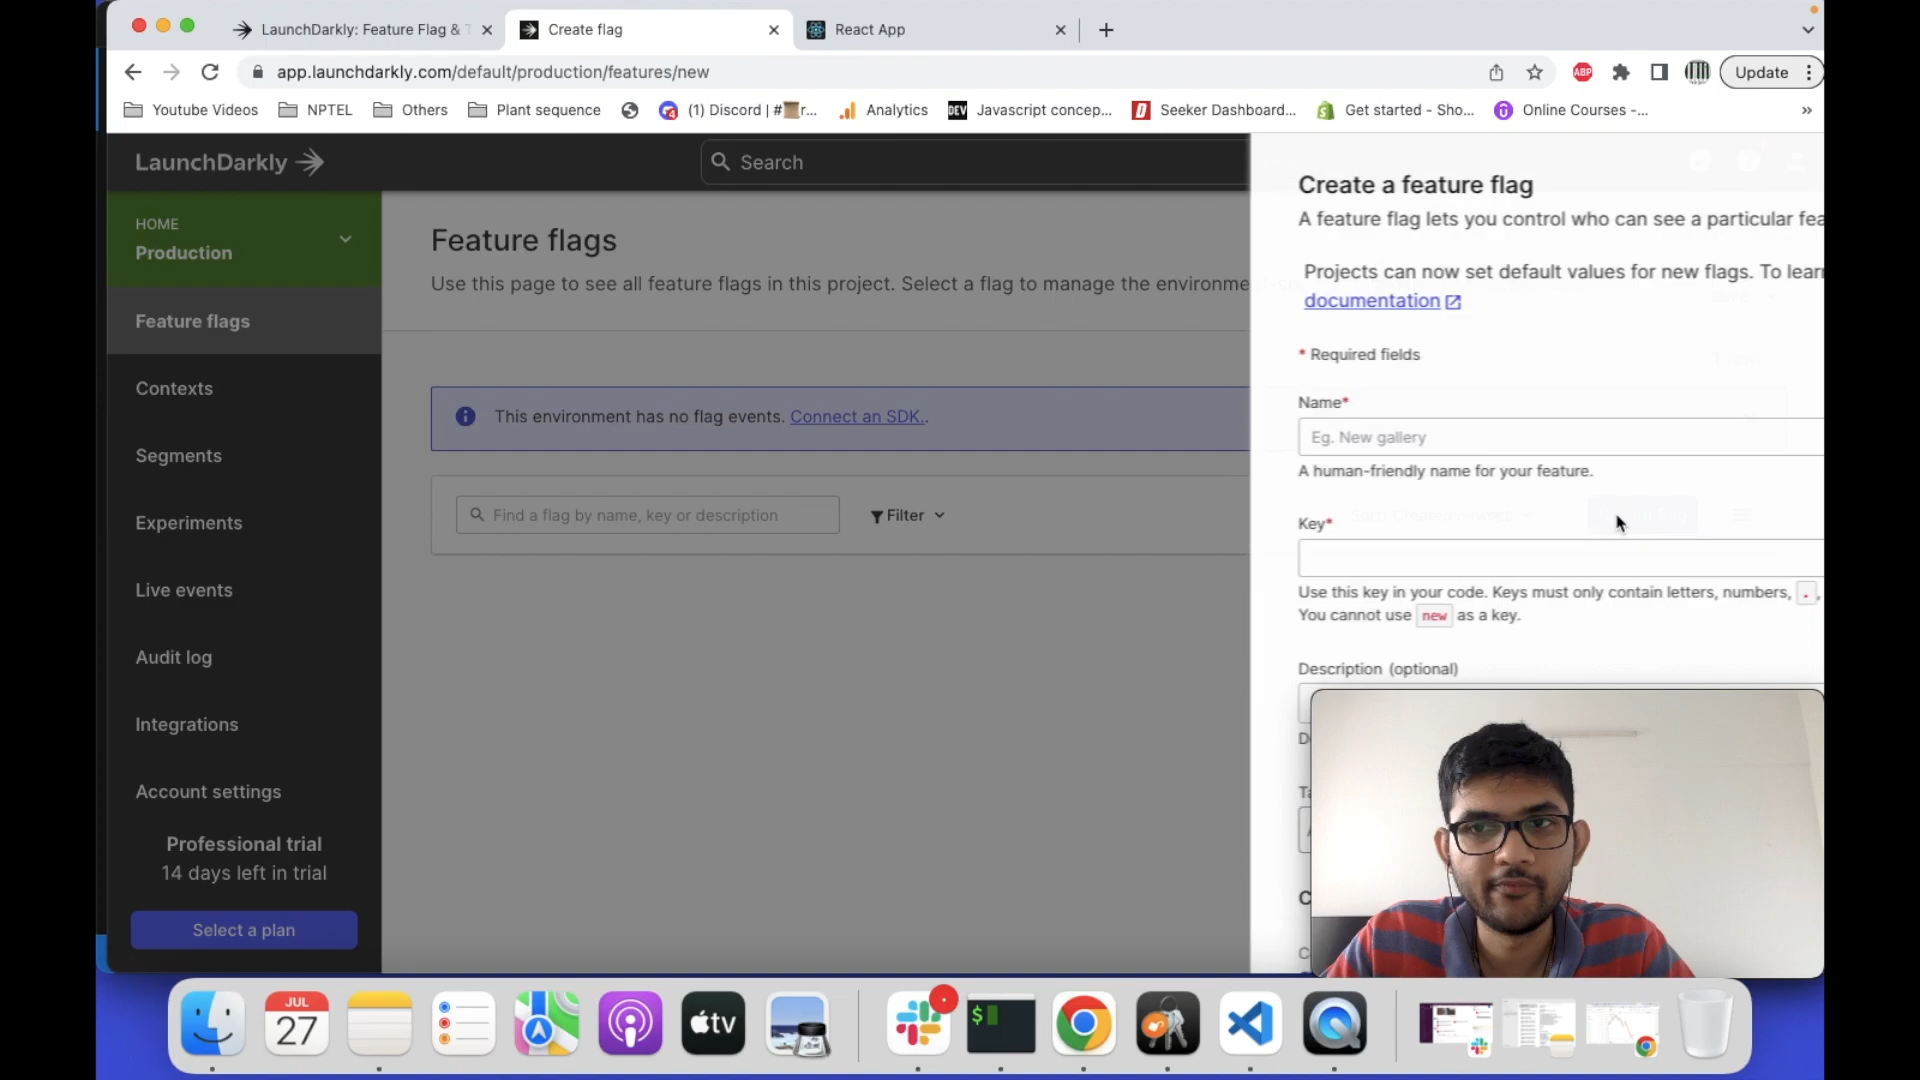 LaunchDarkly: Feature Flag & T
Create flag
React App
app.launchdarkly.com/default/production/features/new
Update
Youtube Videos
NPTEL
Others
Plant sequence
(1) Discord | #📜r...
Analytics
DEV
Javascript concep...
Seeker Dashboard...
Get started - Sho...
Online Courses -...
»
ABP
LaunchDarkly
Search
HOME
Production
Feature flags
Contexts
Segments
Experiments
Live events
Audit log
Integrations
Account settings
Professional trial
14 days left in trial
Select a plan
Feature flags
Use this page to see all feature flags in this project. Select a flag to manage the environme
This environment has no flag events. Connect an SDK..
Find a flag by name, key or description
Filter
Create a feature flag
A feature flag lets you control who can see a particular fea
Projects can now set default values for new flags. To lear
documentation
* Required fields
Name*
Eg. New gallery
A human-friendly name for your feature.
Key*
Use this key in your code. Keys must only contain letters, numbers, . ,
You cannot use new as a key.
Description (optional)
JUL
27
tv
$